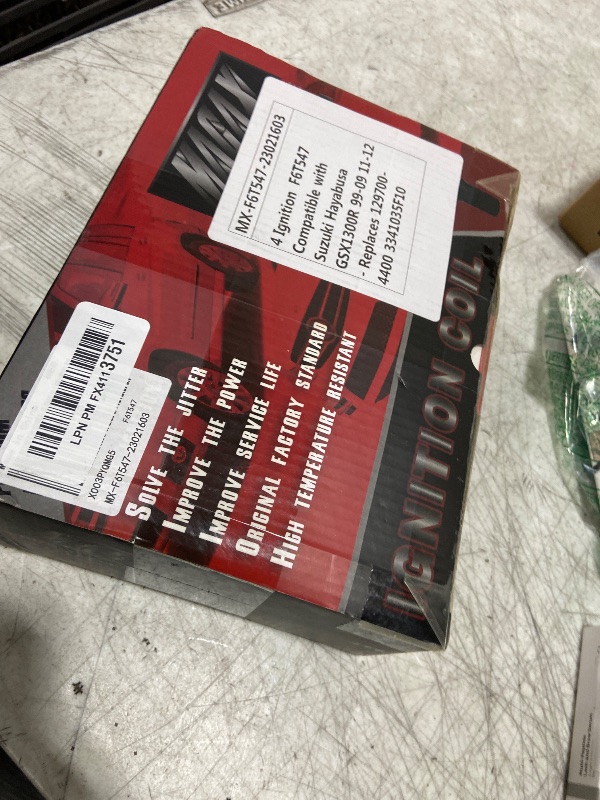 MX-F6T547-23021603
4 Ignition F6T547
Compatible with
Suzuki Hayabusa
GSX1300R 99-09 11-12
- Replaces 129700-
4400 3341035F10
IGNITION COIL
SOLVE THE JITTER
IMPROVE THE POWER
IMPROVE SERVICE LIFE
ORIGINAL FACTORY STANDARD
HIGH TEMPERATURE RESISTANT
LPN PM FX4113751
F6T547
X003PYQMG5
MX-F6T547-23021603